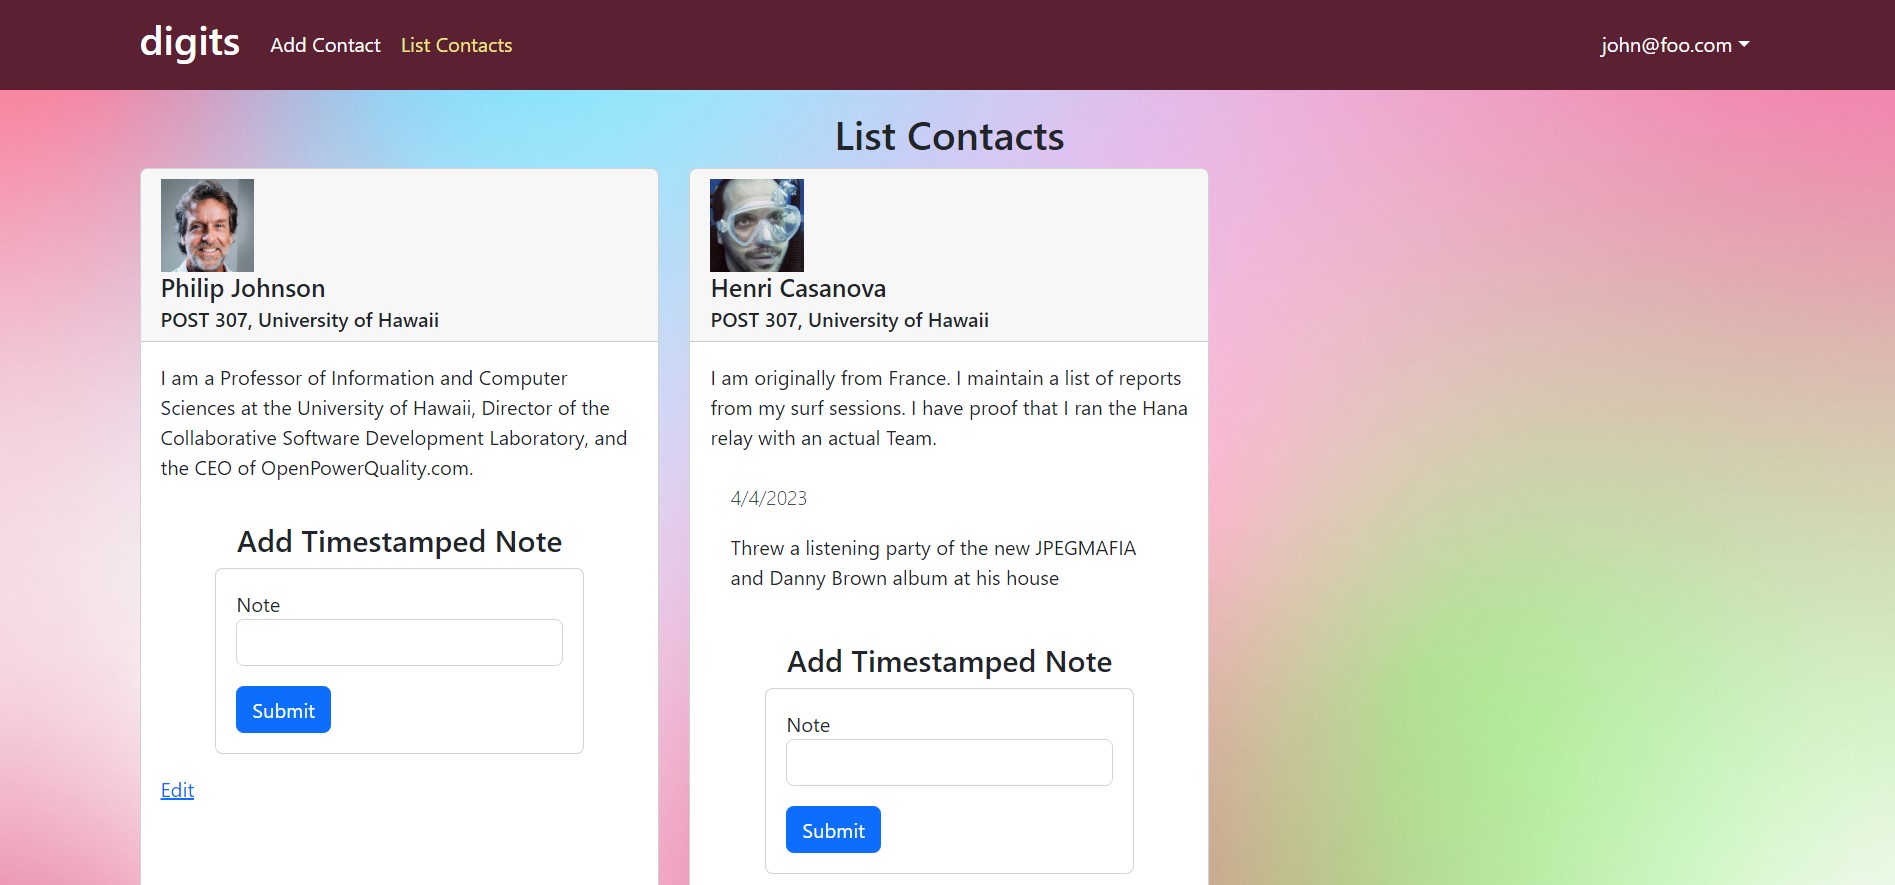 digits
Add Contact
List Contacts
john@foo.com
List Contacts
Philip Johnson
POST 307, University of Hawaii
I am a Professor of Information and Computer
Sciences at the University of Hawaii, Director of the
Collaborative Software Development Laboratory, and
the CEO of OpenPowerQuality.com.
Add Timestamped Note
Note
Submit
Edit
Henri Casanova
POST 307, University of Hawaii
I am originally from France. I maintain a list of reports
from my surf sessions. I have proof that I ran the Hana
relay with an actual Team.
4/4/2023
Threw a listening party of the new JPEGMAFIA
and Danny Brown album at his house
Add Timestamped Note
Note
Submit